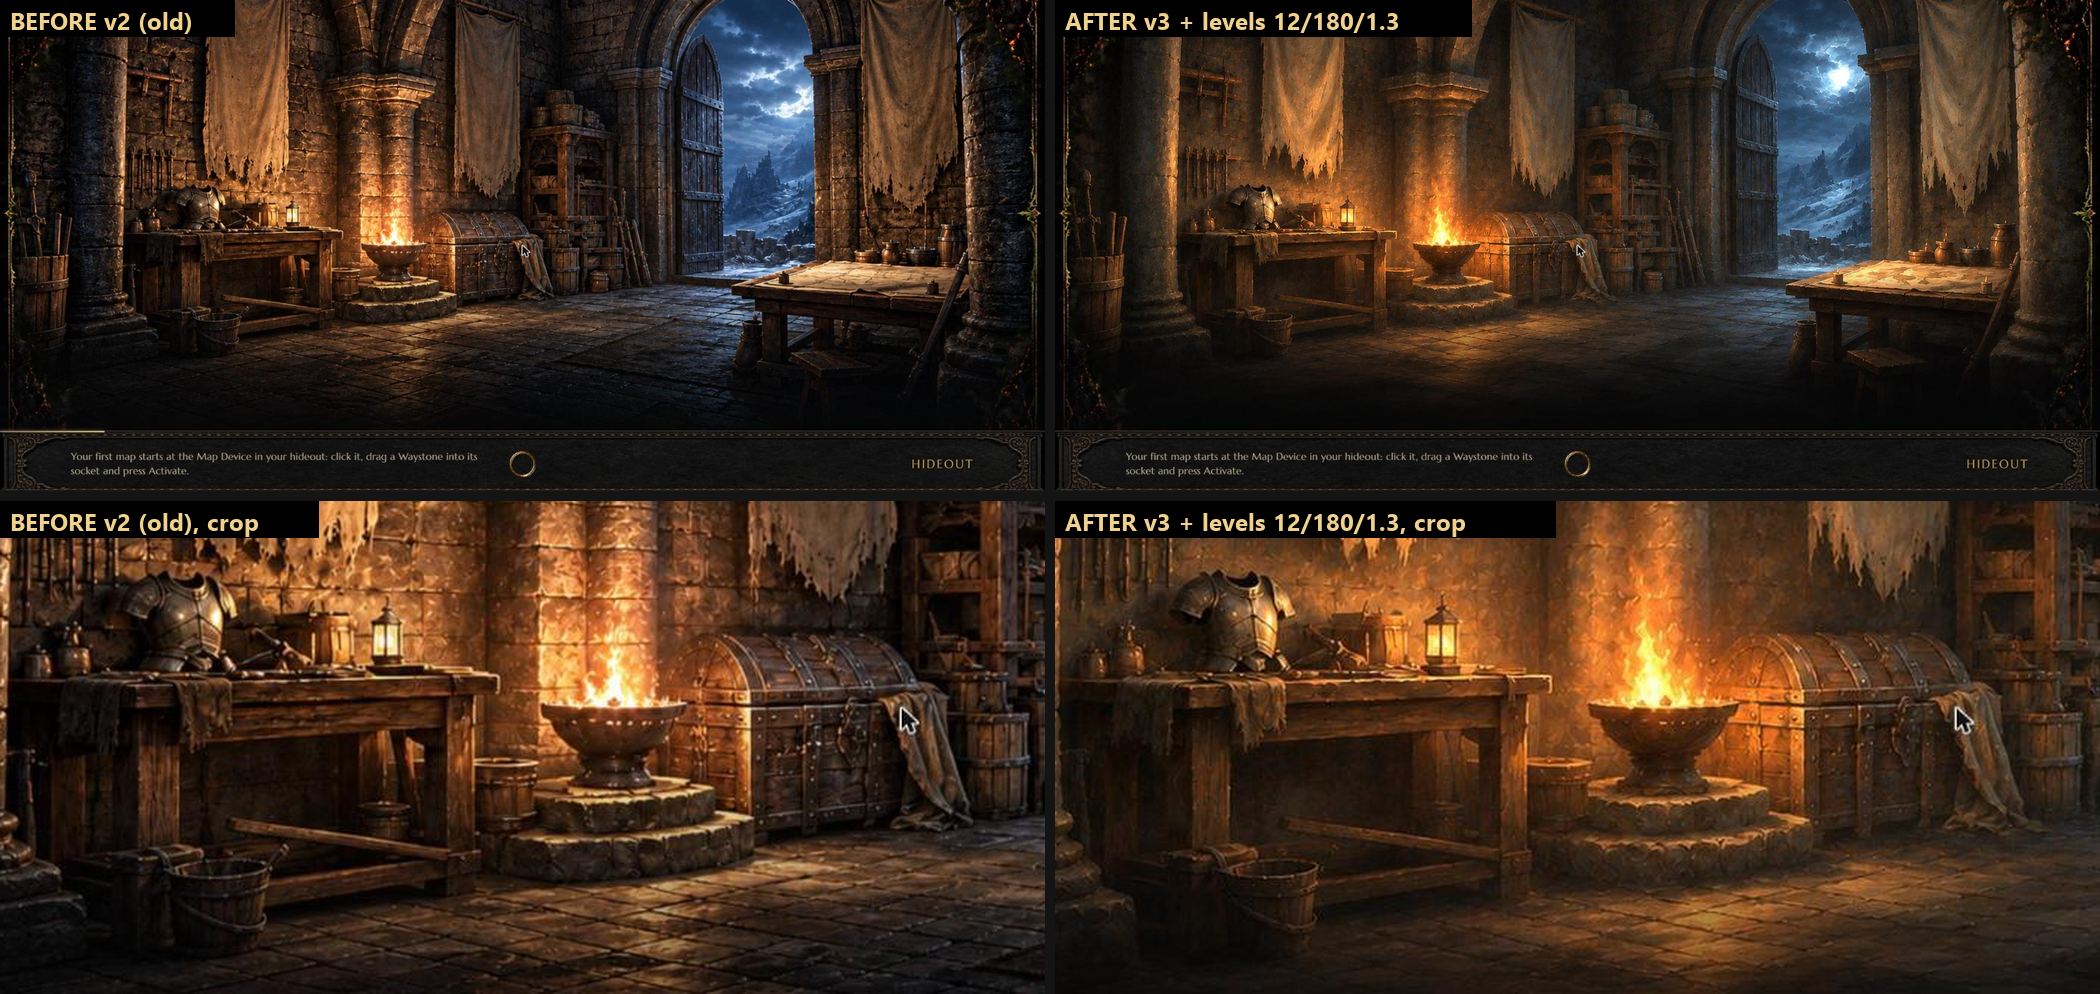 BEFORE v2 (old)
AFTER v3 + levels 12/180/1.3
Your first map starts at the Map Device in your hideout: click it, drag a Waystone into its
socket and press Activate.
HIDEOUT
Your first map starts at the Map Device in your hideout: click it, drag a Waystone into its
socket and press Activate.
HIDEOUT
BEFORE v2 (old), crop
AFTER v3 + levels 12/180/1.3, crop